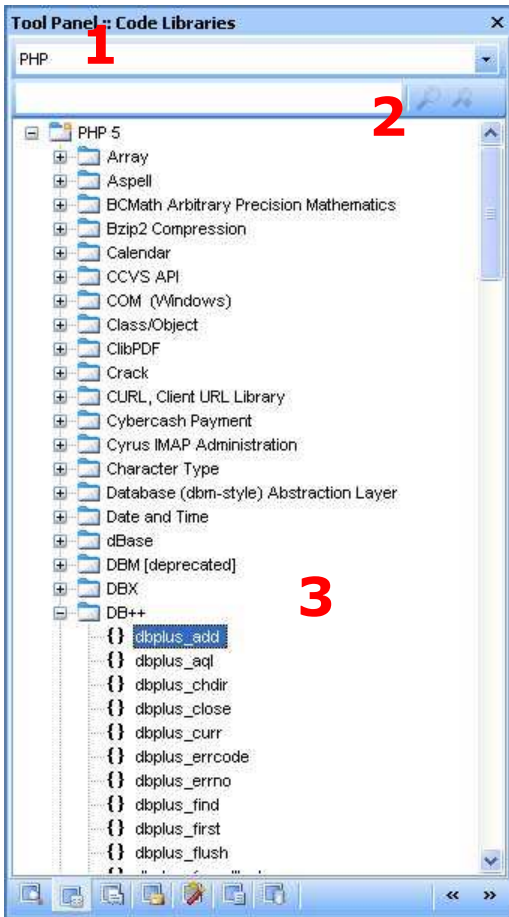 Tool Panel :: Code Libraries
1
PHP
2
PHP 5
Array
Aspell
BCMath Arbitrary Precision Mathematics
Bzip2 Compression
Calendar
CCVS API
COM (Windows)
Class/Object
ClibPDF
Crack
CURL, Client URL Library
Cybercash Payment
Cyrus IMAP Administration
Character Type
Database (dbm-style) Abstraction Layer
Date and Time
dBase
DBM [deprecated]
DBX
3
DB++
{} dbplus_add
{} dbplus_aql
{} dbplus_chdir
{} dbplus_close
{} dbplus_curr
{} dbplus_errcode
{} dbplus_errno
{} dbplus_find
{} dbplus_first
{} dbplus_flush